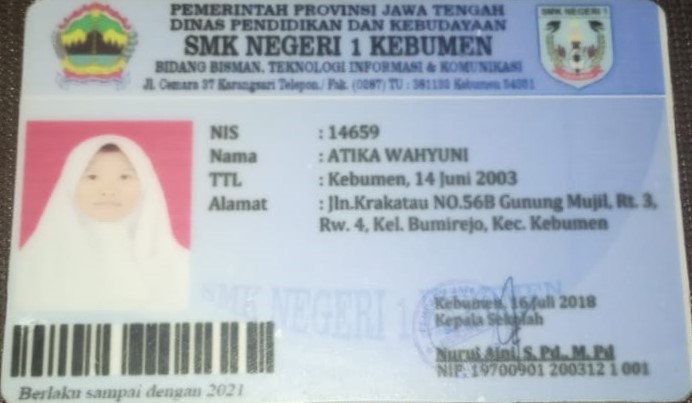 PEMERINTAH PROVINSI JAWA TENGAH
DINAS PENDIDIKAN DAN KEBUDAYAAN
SMK NEGERI 1 KEBUMEN
BIDANG BISMAN, TEKNOLOGI INFORMASI & KOMUNIKASI
Jl. Cemara 37 Karangsari Telepon./ Fak. (0287) TU : 381132 Kebumen 54351
SMK NEGERI 1
NIS : 14659
Nama : ATIKA WAHYUNI
TTL : Kebumen, 14 Juni 2003
Alamat : Jln.Krakatau NO.56B Gunung Mujil, Rt. 3,
Rw. 4, Kel. Bumirejo, Kec. Kebumen
SMK NEGERI 1 KEBUMEN
Kebumen, 16 Juli 2018
Kepala Sekolah
Nurul Aini, S. Pd., M. Pd
NIP. 19700901 200312 1 001
Berlaku sampai dengan 2021